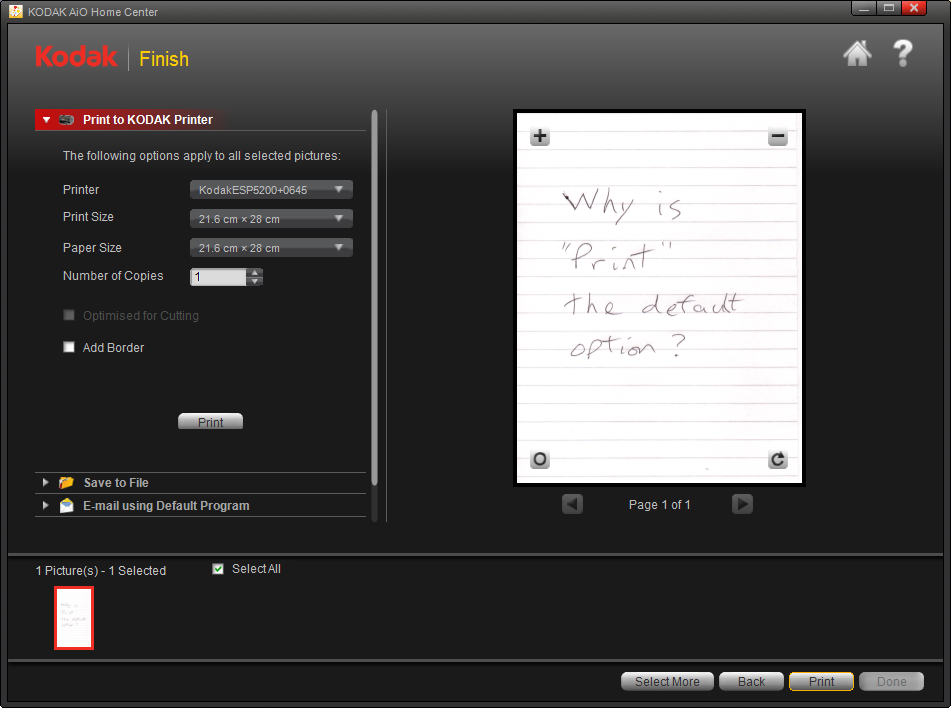 KODAK AiO Home Center
Kodak | Finish
?
Print to KODAK Printer
The following options apply to all selected pictures:
Printer KodakESP5200+0645
Print Size 21.6 cm × 28 cm
Paper Size 21.6 cm × 28 cm
Number of Copies 1
Optimised for Cutting
Add Border
Print
Save to File
E-mail using Default Program
Why is
"Print"
the default
option?
Page 1 of 1
1 Picture(s) - 1 Selected
Select All
Select More
Back
Print
Done